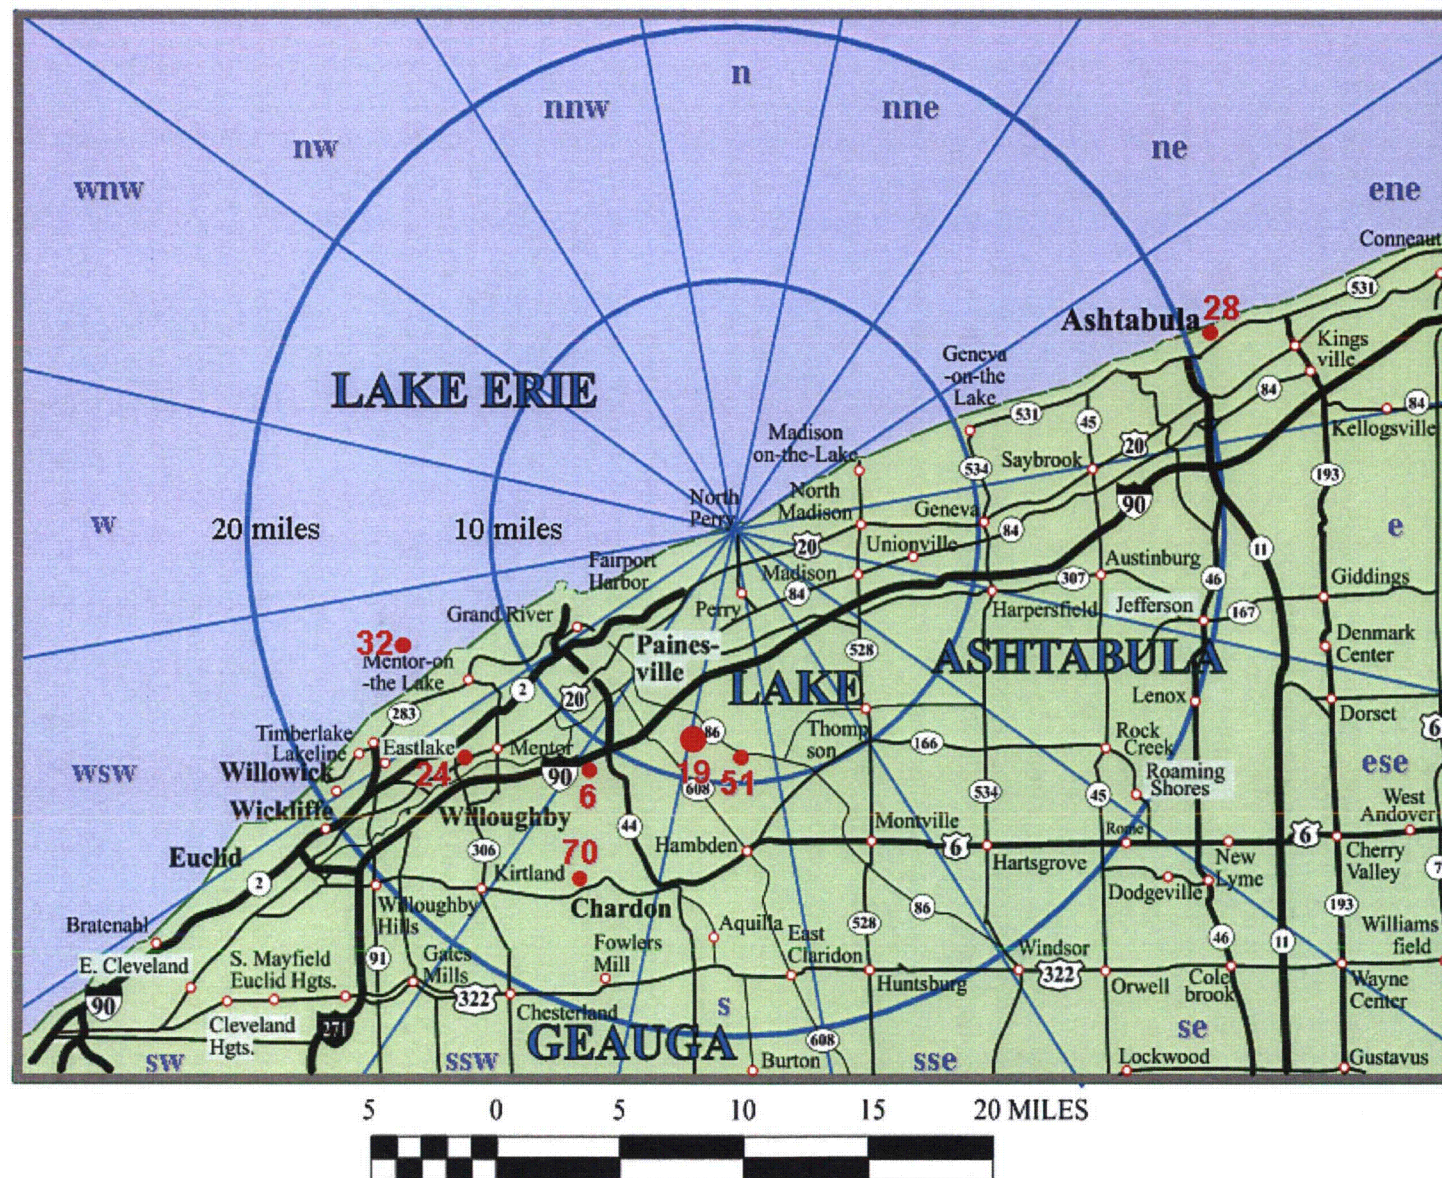 n
nnw
nne
nw
ne
wnw
ene
Conneaut
531
28
Ashtabula
Kings
ville
Geneva
-on-the
Lake
LAKE ERIE
84
84
531
45
20
Kellogsville
Madison
on-the-Lake
Saybrook
534
193
90
North
Perry
North
Madison
Geneva
w
20 miles
10 miles
84
e
20
Unionville
11
Fairport
Harbor
Austinburg
Madison
307
46
Giddings
84
Grand River
Perry
Harpersfield
Jefferson
167
32
Paines-
ville
528
ASHTABULA
Denmark
Center
Mentor-on
-the Lake
2
20
LAKE
Lenox
283
Dorset
Timberlake
Lakeline
Eastlake
Mentor
86
Thomp
son
166
Rock
Creek
6
Willowick
24
90
6
19
51
608
534
45
Roaming
Shores
wsw
ese
Wickliffe
Willoughby
44
Montville
6
Rome
6
West
Andover
Euclid
306
70
Hambden
Hartsgrove
New
Lyme
Cherry
Valley
2
Kirtland
Dodgeville
7
Chardon
86
193
Willoughby
Hills
Bratenahl
Aquilla
528
46
11
Williams
field
E. Cleveland
S. Mayfield
Euclid Hgts.
91
Gates
Mills
Fowlers
Mill
East
Claridon
Windsor
322
90
322
Huntsburg
Orwell
Cole
brook
Wayne
Center
271
Cleveland
Hgts.
Chesterland
s
GEAUGA
608
se
sw
ssw
Burton
sse
Lockwood
Gustavus
5 0 5 10 15 20 MILES